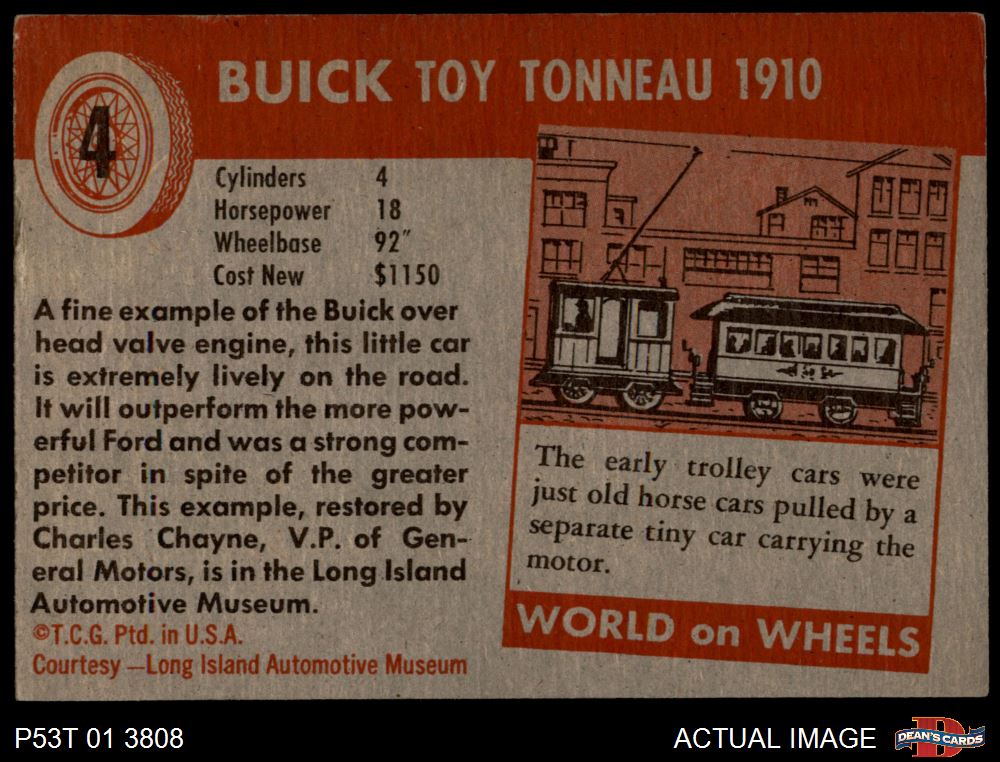 4
BUICK TOY TONNEAU 1910
Cylinders 4
Horsepower 18
Wheelbase 92"
Cost New $1150
A fine example of the Buick over
head valve engine, this little car
is extremely lively on the road.
It will outperform the more pow-
erful Ford and was a strong com-
petitor in spite of the greater
price. This example, restored by
Charles Chayne, V.P. of Gen-
eral Motors, is in the Long Island
Automotive Museum.
©T.C.G. Ptd. in U.S.A.
Courtesy—Long Island Automotive Museum
The early trolley cars were
just old horse cars pulled by a
separate tiny car carrying the
motor.
WORLD on WHEELS
P53T 01 3808
ACTUAL IMAGE
DEAN'S CARDS